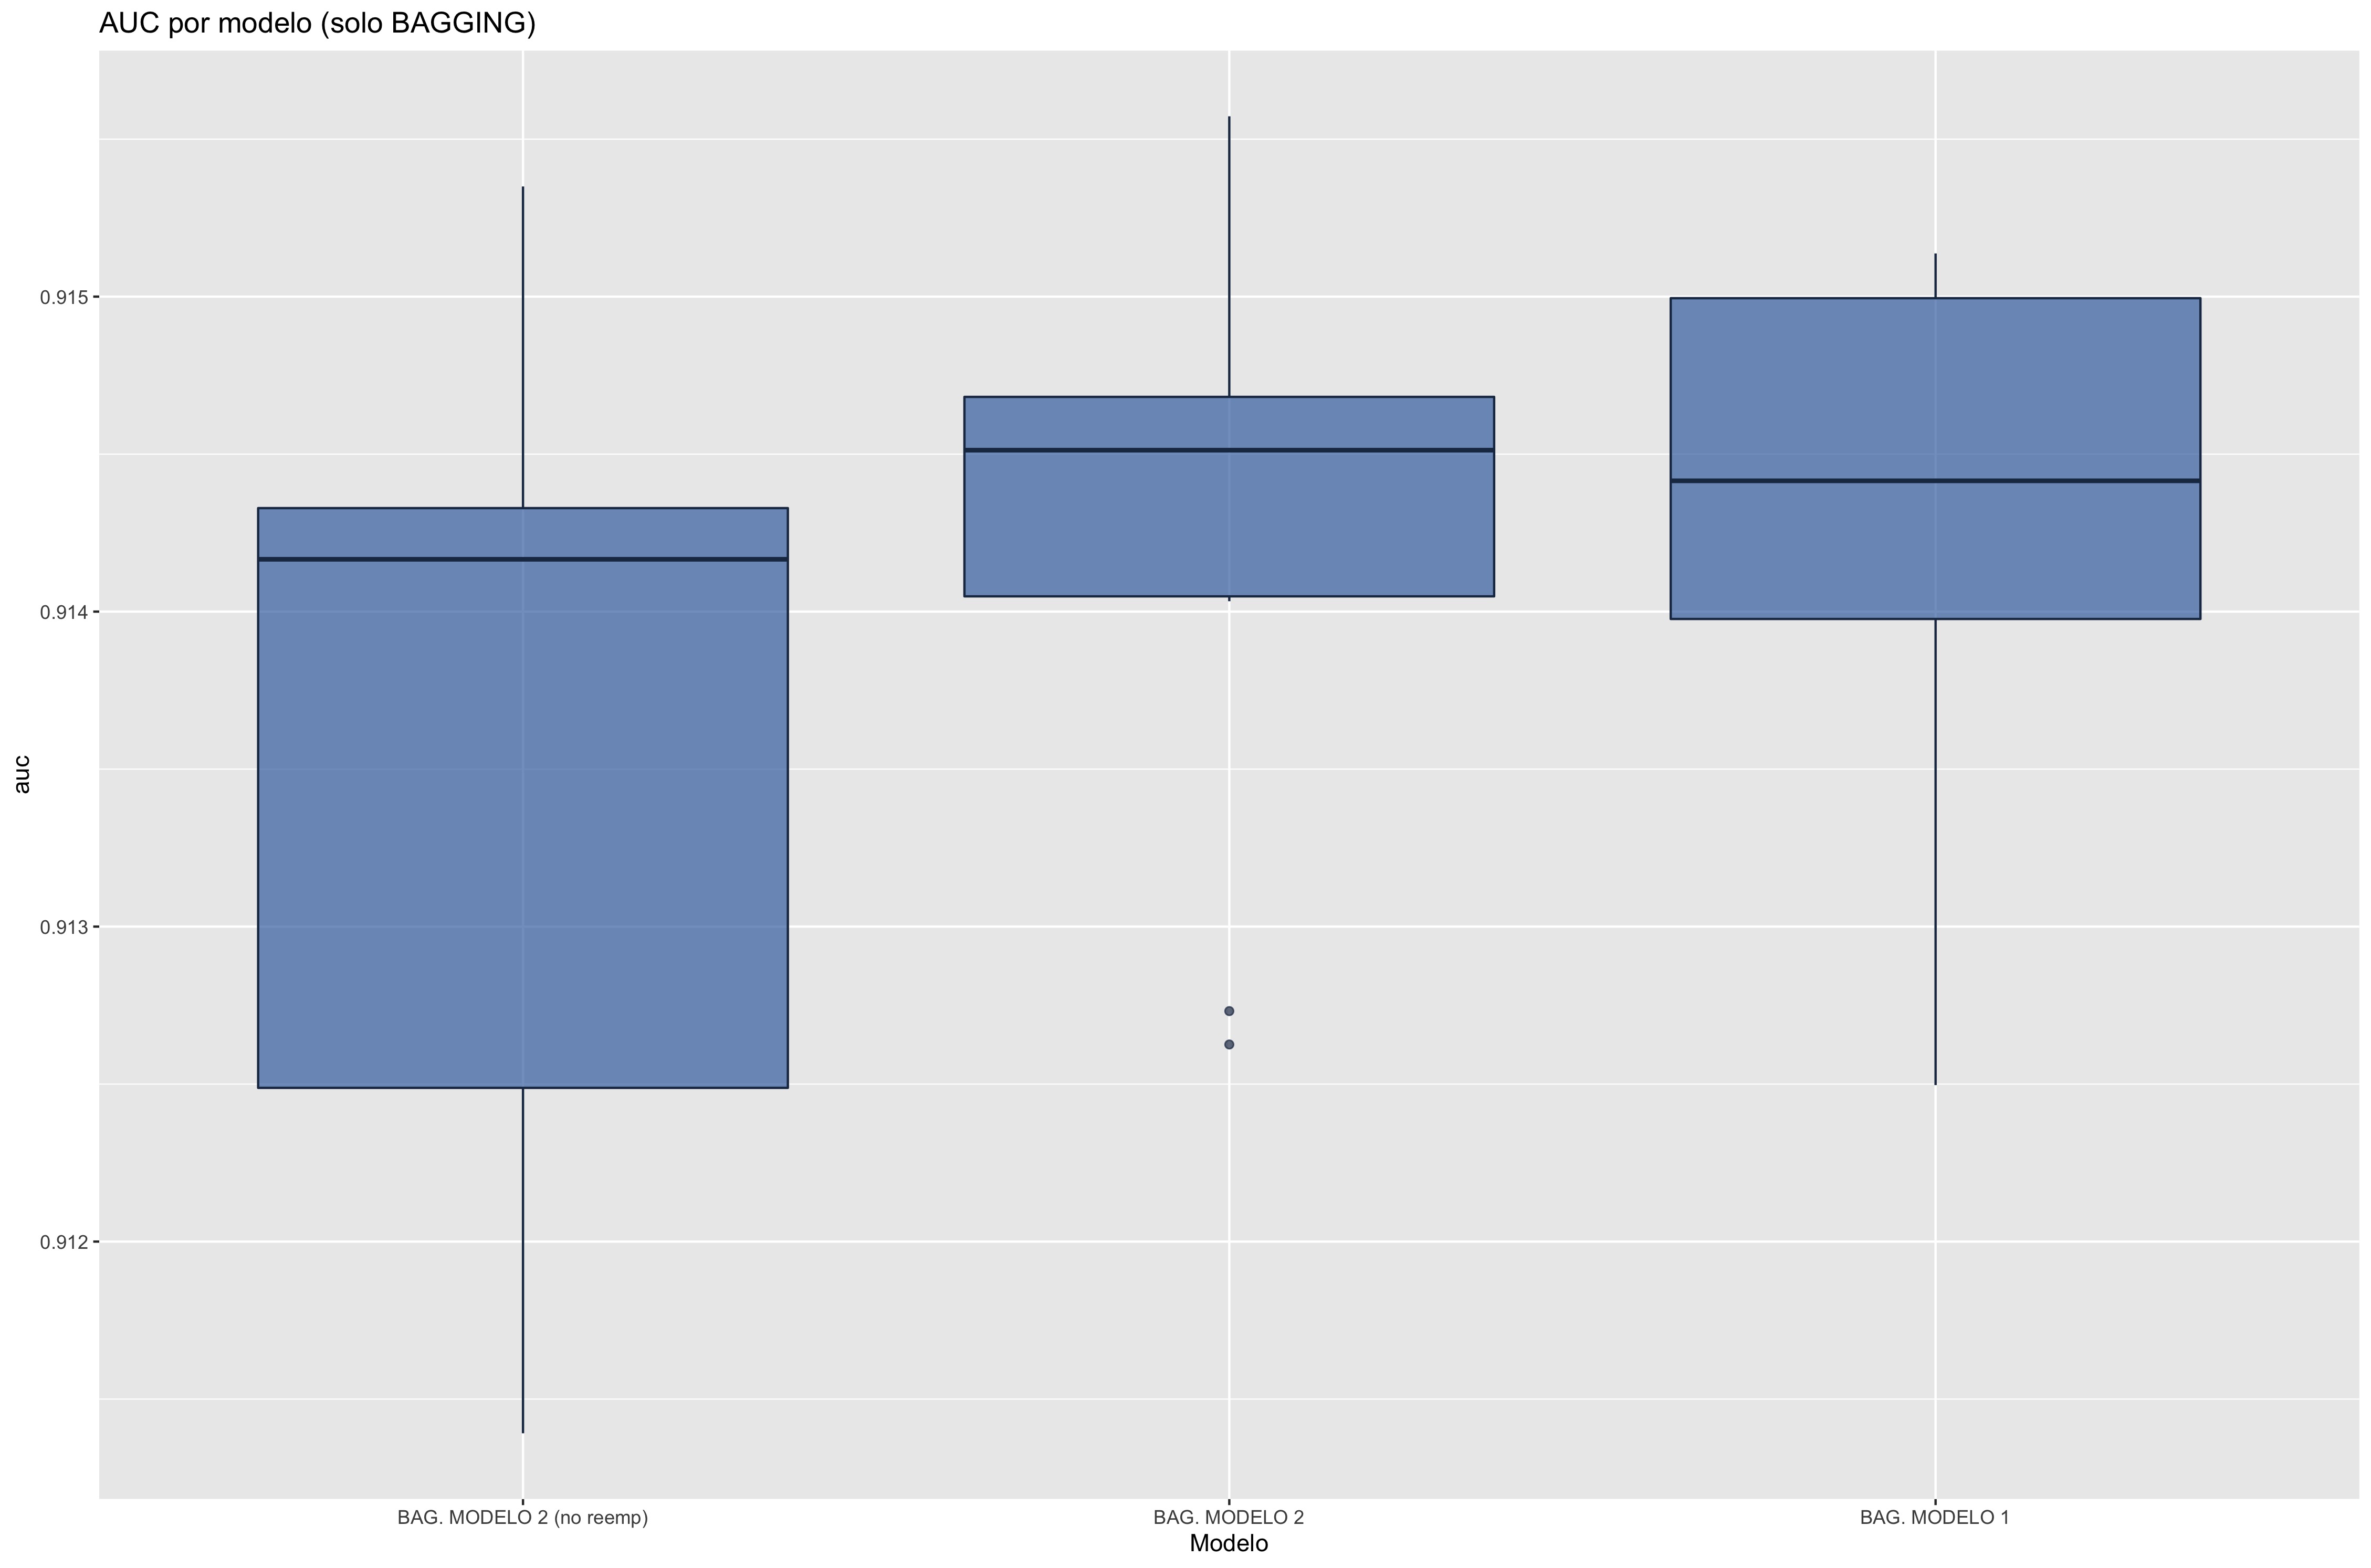 AUC por modelo (solo BAGGING)
0.915
0.914
0.913
0.912
auc
BAG. MODELO 2 (no reemp)
BAG. MODELO 2
BAG. MODELO 1
Modelo